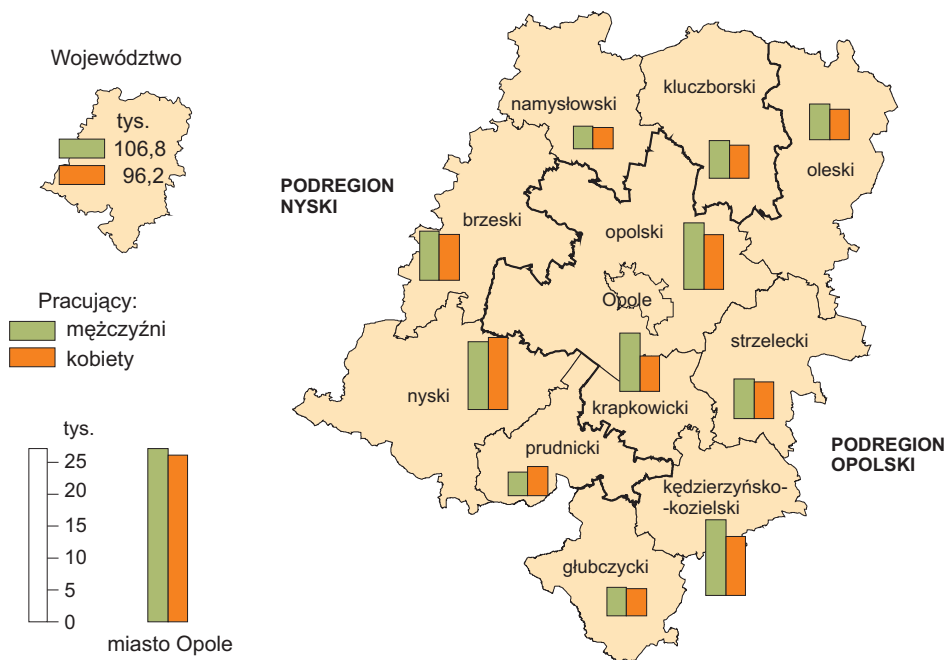 Województwo
tys.
106,8
96,2
Pracujący:
mężczyźni
kobiety
tys.
25
20
15
10
5
0
miasto Opole
PODREGION
NYSKI
namysłowski
kluczborski
oleski
brzeski
opolski
Opole
strzelecki
nyski
krapkowicki
prudnicki
PODREGION
OPOLSKI
kędzierzyńsko-
-kozielski
głubczycki